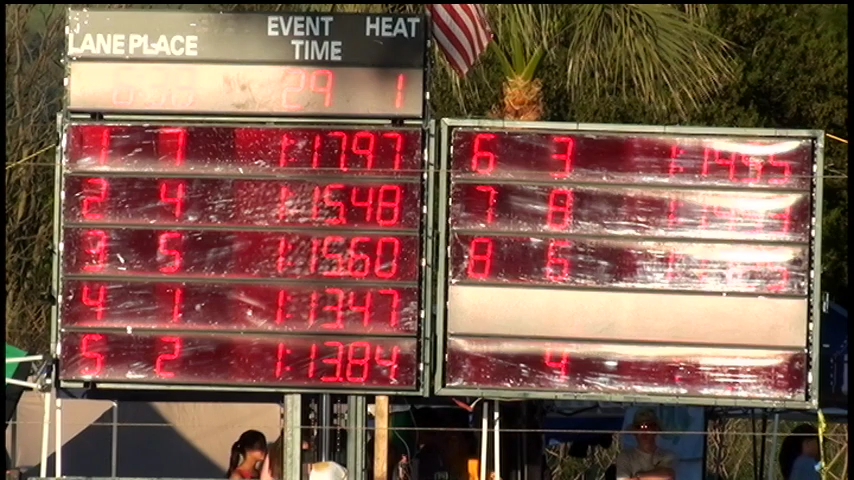 LANE PLACE EVENT TIME HEAT
29 1
1 7 1:17.97
2 4 1:15.48
3 5 1:15.60
4 1 1:13.47
5 2 1:13.84
6 3
7 8
8
4